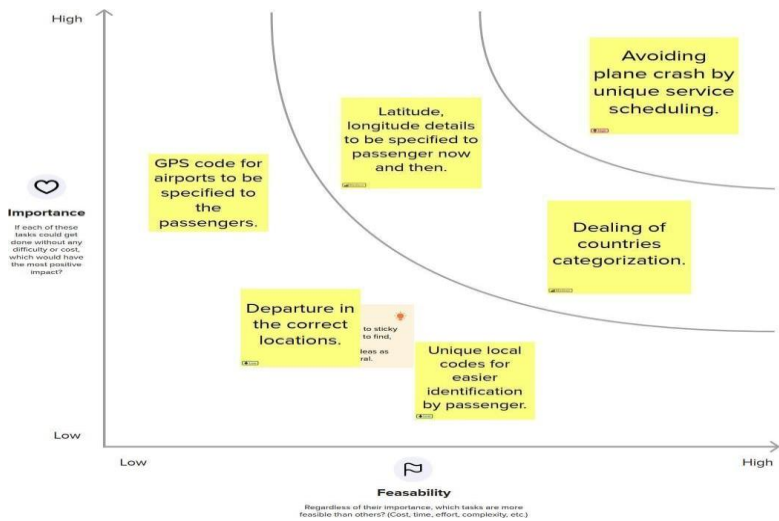 High
Avoiding
plane crash by
unique service
scheduling.
Latitude,
longitude details
to be specified to
passenger now
and then.
GPS code for
airports to be
specified to
the
passengers.
Importance
If each of these
tasks could get
done without any
difficulty or cost,
which would have
the most positive
impact?
Dealing of
countries
categorization.
Departure in
the correct
locations.
to sticky
to find,
deas as
ral.
Unique local
codes for
easier
identification
by passenger.
Low
Low
High
Feasability
Regardless of their importance, which tasks are more
feasible than others? (Cost, time, effort, complexity, etc.)